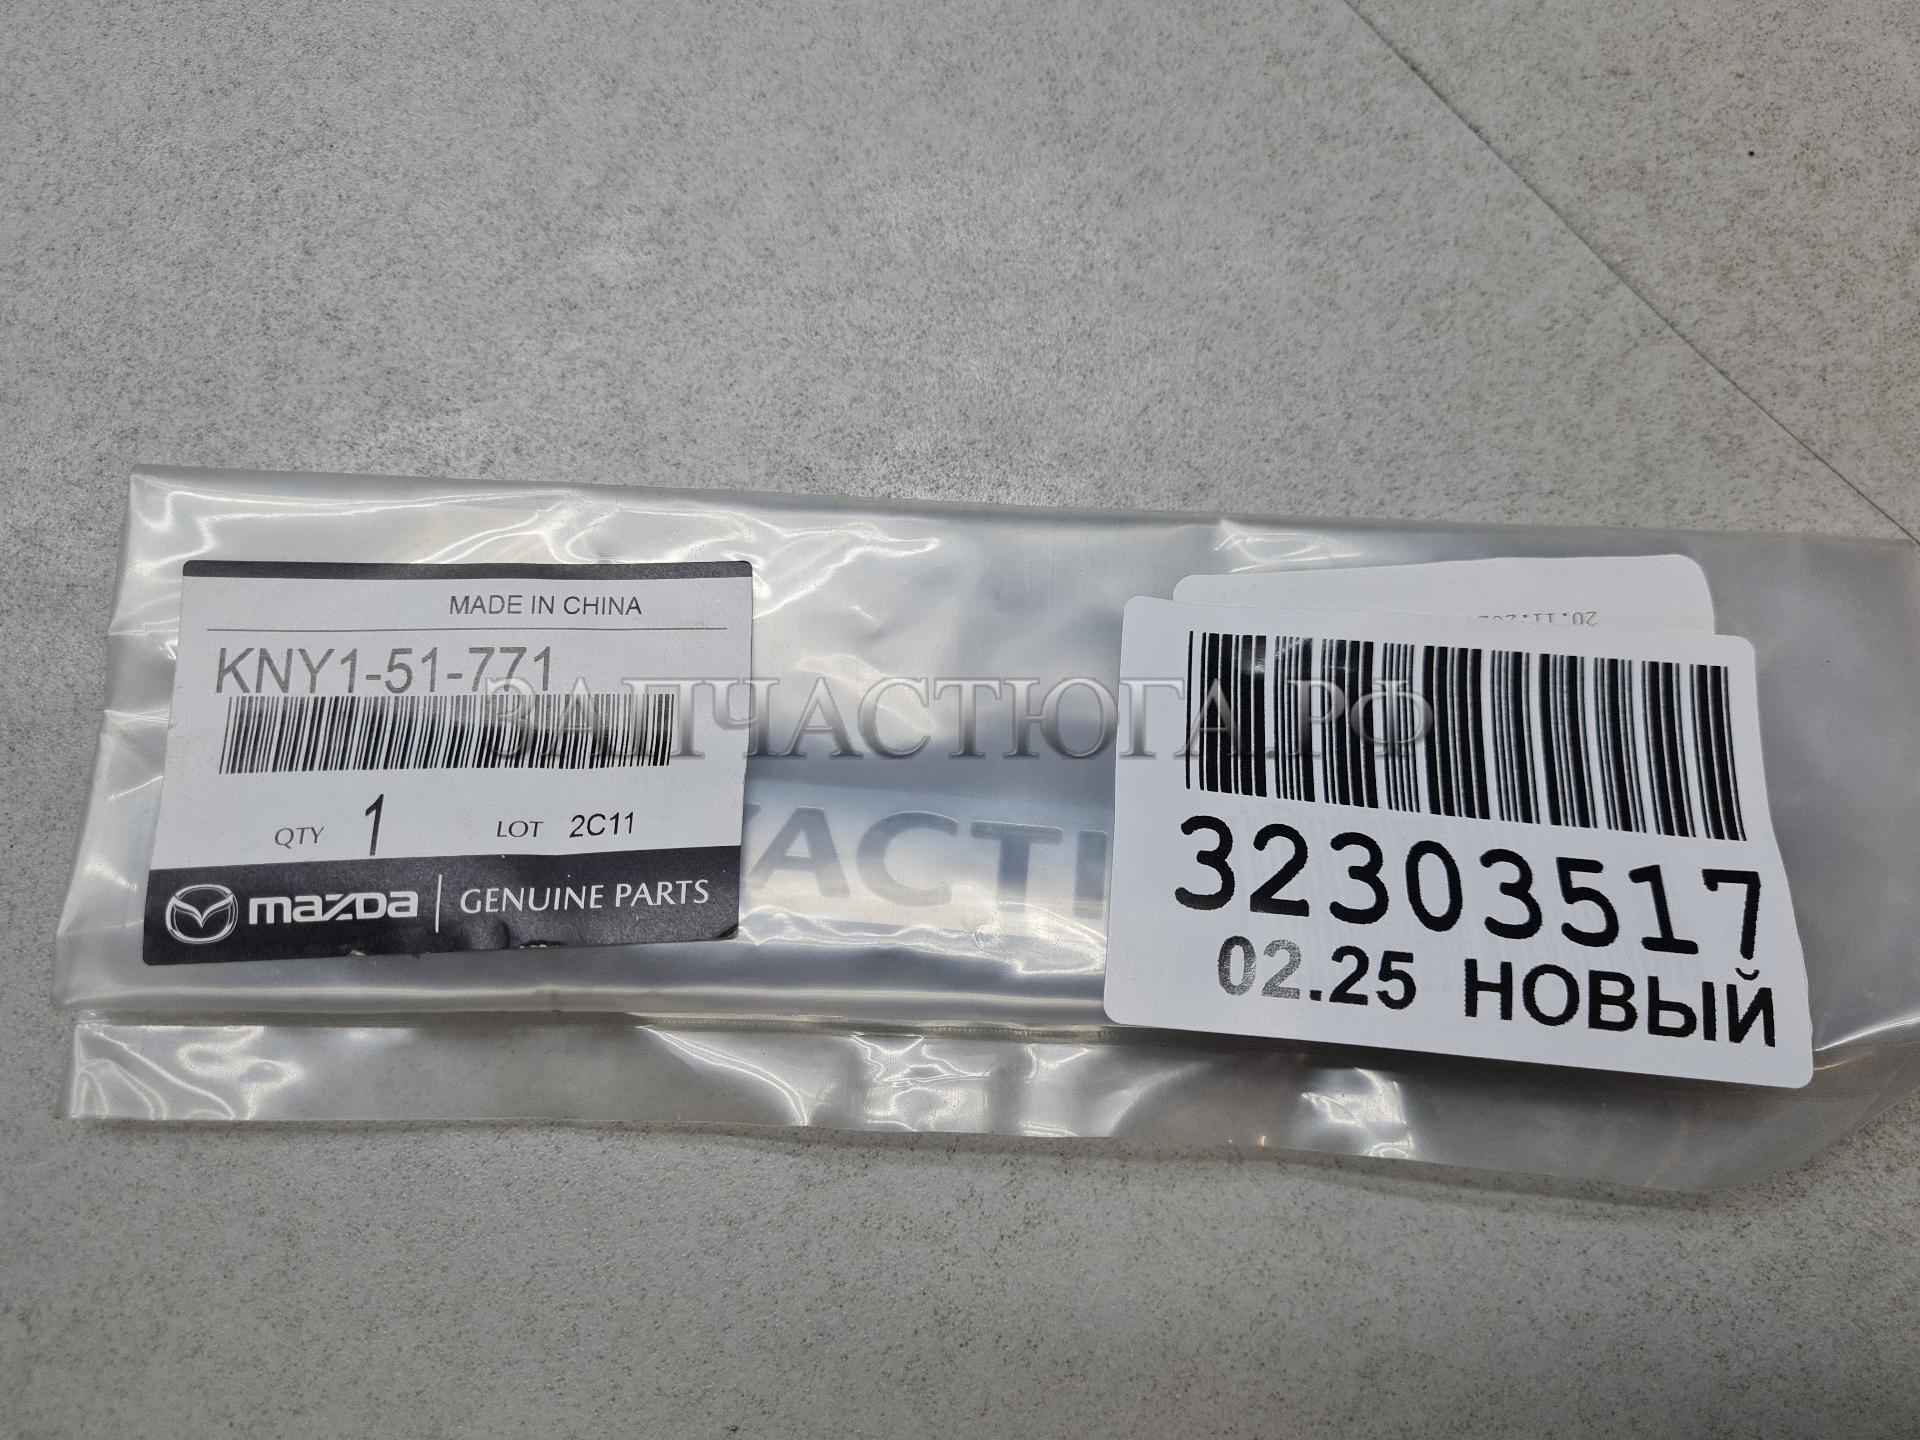 MADE IN CHINA
KNY1-51-771
QTY 1 LOT 2C11
mazda GENUINE PARTS
ЗАПЧАСТЮГА.РФ
32303517
02.25 НОВЫЙ